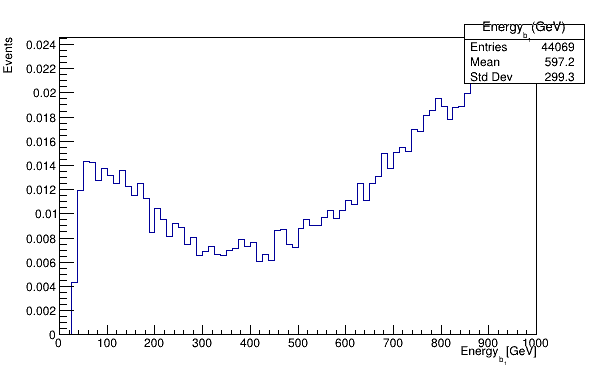 Energy_b_1 (GeV)
Entries 44069
Mean 597.2
Std Dev 299.3
Events
0.024
0.022
0.02
0.018
0.016
0.014
0.012
0.01
0.008
0.006
0.004
0.002
0
0 100 200 300 400 500 600 700 800 900 1000
Energy_b_1 [GeV]